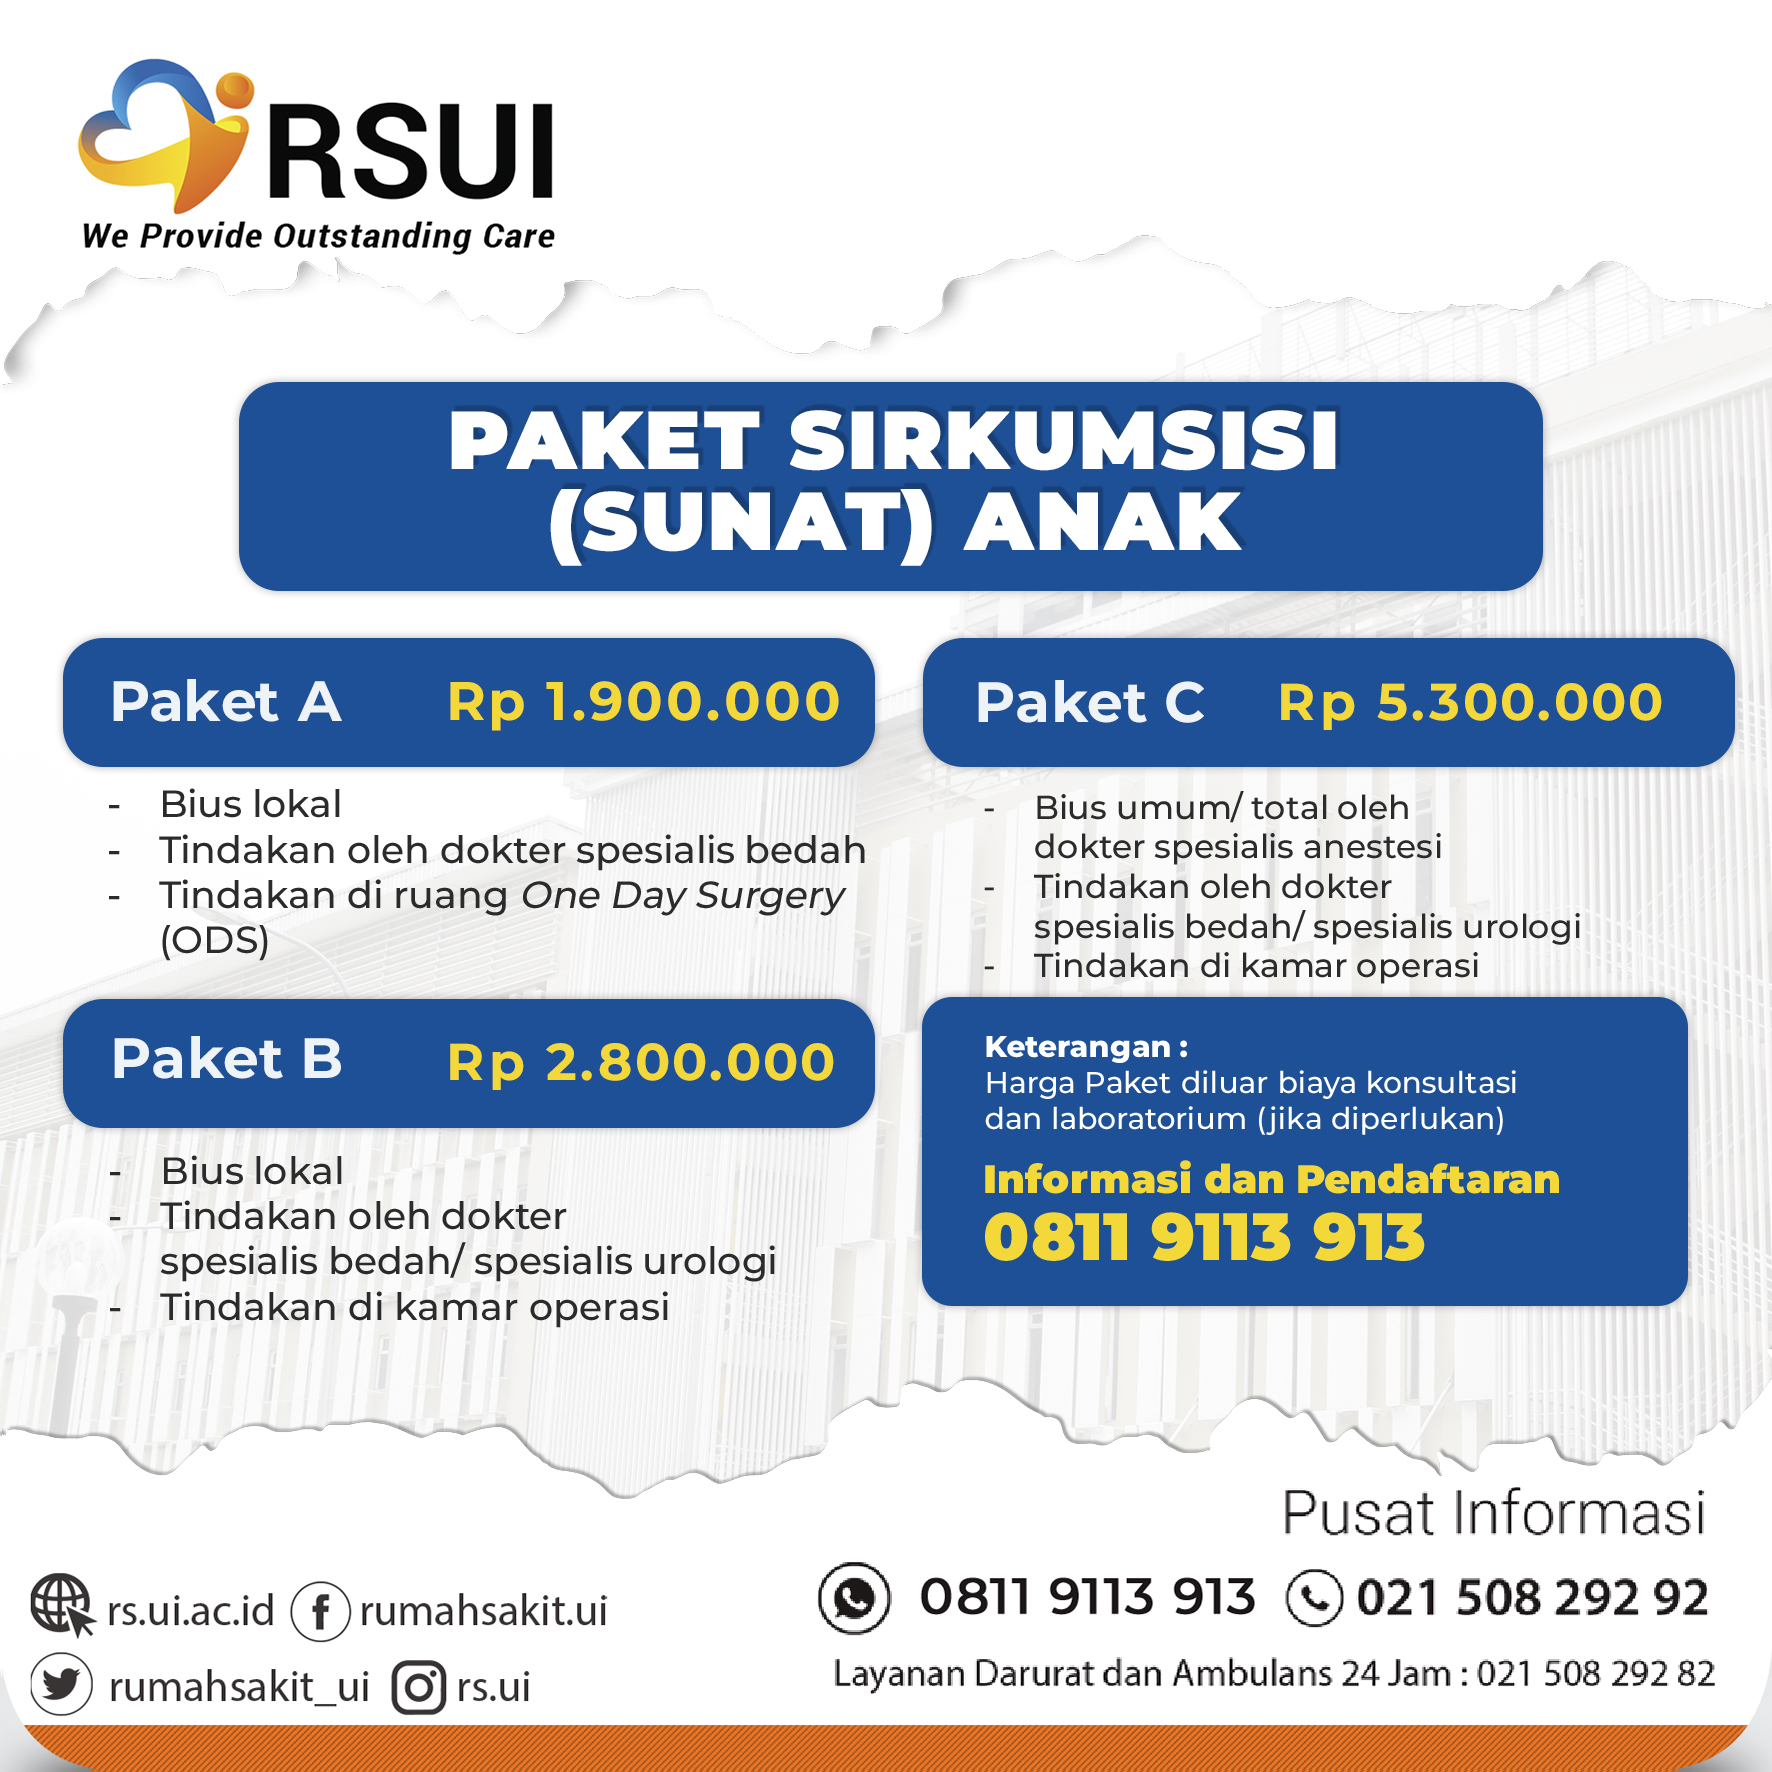 RSUI
We Provide Outstanding Care
PAKET SIRKUMSISI
(SUNAT) ANAK
Paket A Rp 1.900.000
- Bius lokal
- Tindakan oleh dokter spesialis bedah
- Tindakan di ruang One Day Surgery
(ODS)
Paket B Rp 2.800.000
- Bius lokal
- Tindakan oleh dokter
spesialis bedah/ spesialis urologi
- Tindakan di kamar operasi
Paket C Rp 5.300.000
- Bius umum/ total oleh
dokter spesialis anestesi
- Tindakan oleh dokter
spesialis bedah/ spesialis urologi
- Tindakan di kamar operasi
Keterangan :
Harga Paket diluar biaya konsultasi
dan laboratorium (jika diperlukan)
Informasi dan Pendaftaran
0811 9113 913
Pusat Informasi
rs.ui.ac.id rumahsakit.ui
rumahsakit_ui rs.ui
0811 9113 913 021 508 292 92
Layanan Darurat dan Ambulans 24 Jam : 021 508 292 82